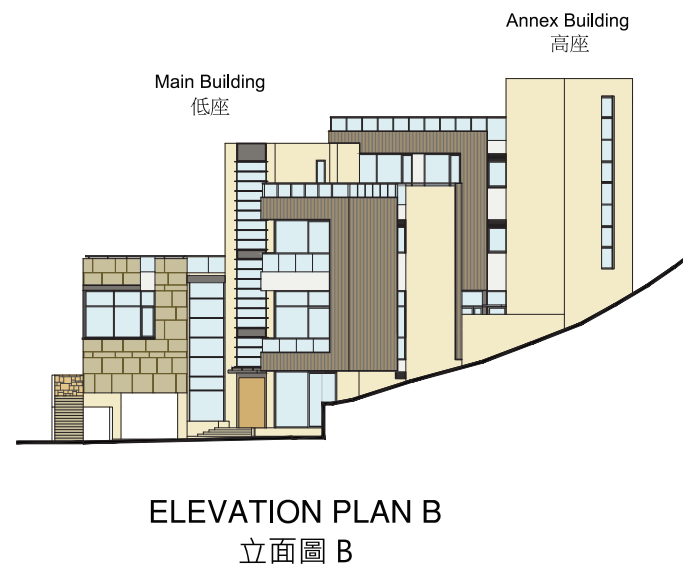 Annex Building
高座
Main Building
低座
ELEVATION PLAN B
立面圖 B